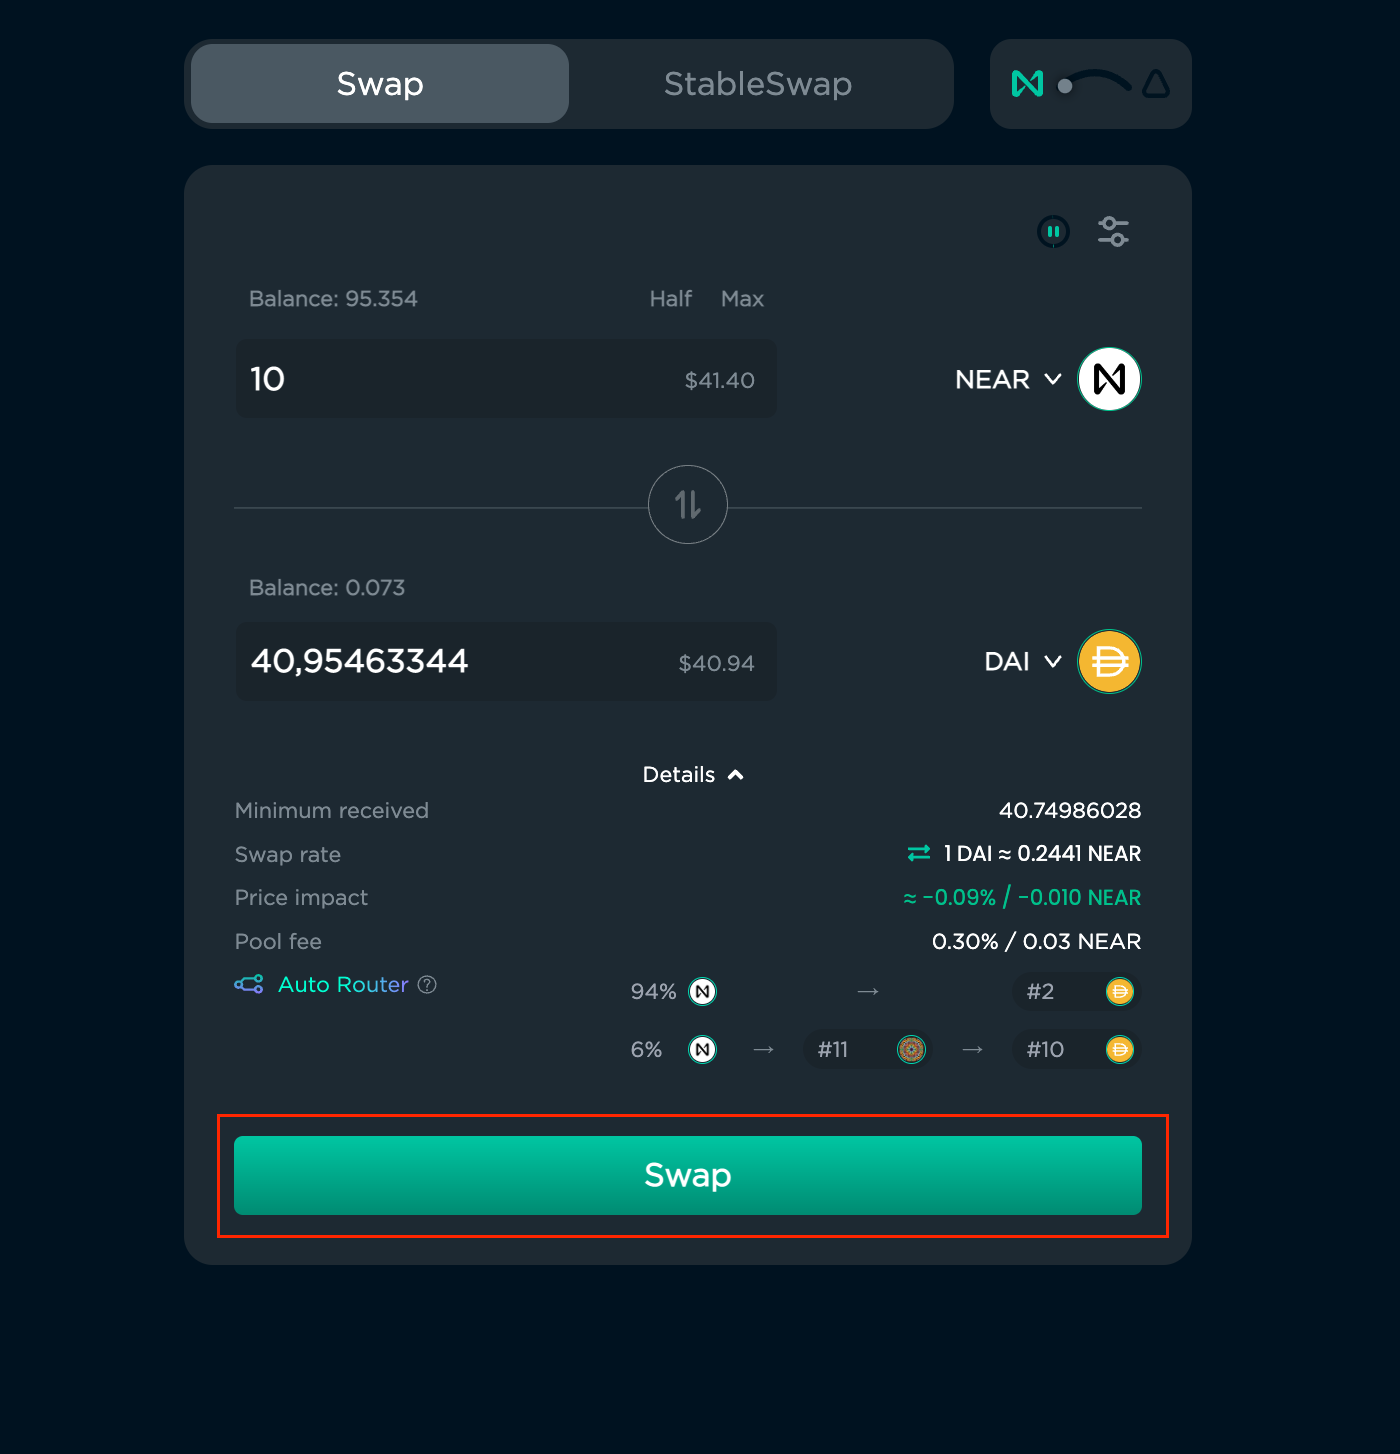 Swap StableSwap
Balance: 95.354 Half Max
10 $41.40 NEAR
Balance: 0.073
40,95463344 $40.94 DAI
Details
Minimum received 40.74986028
Swap rate 1 DAI ≈ 0.2441 NEAR
Price impact ≈ -0.09% / -0.010 NEAR
Pool fee 0.30% / 0.03 NEAR
Auto Router ? 94% → #2
6% → #11 → #10
Swap